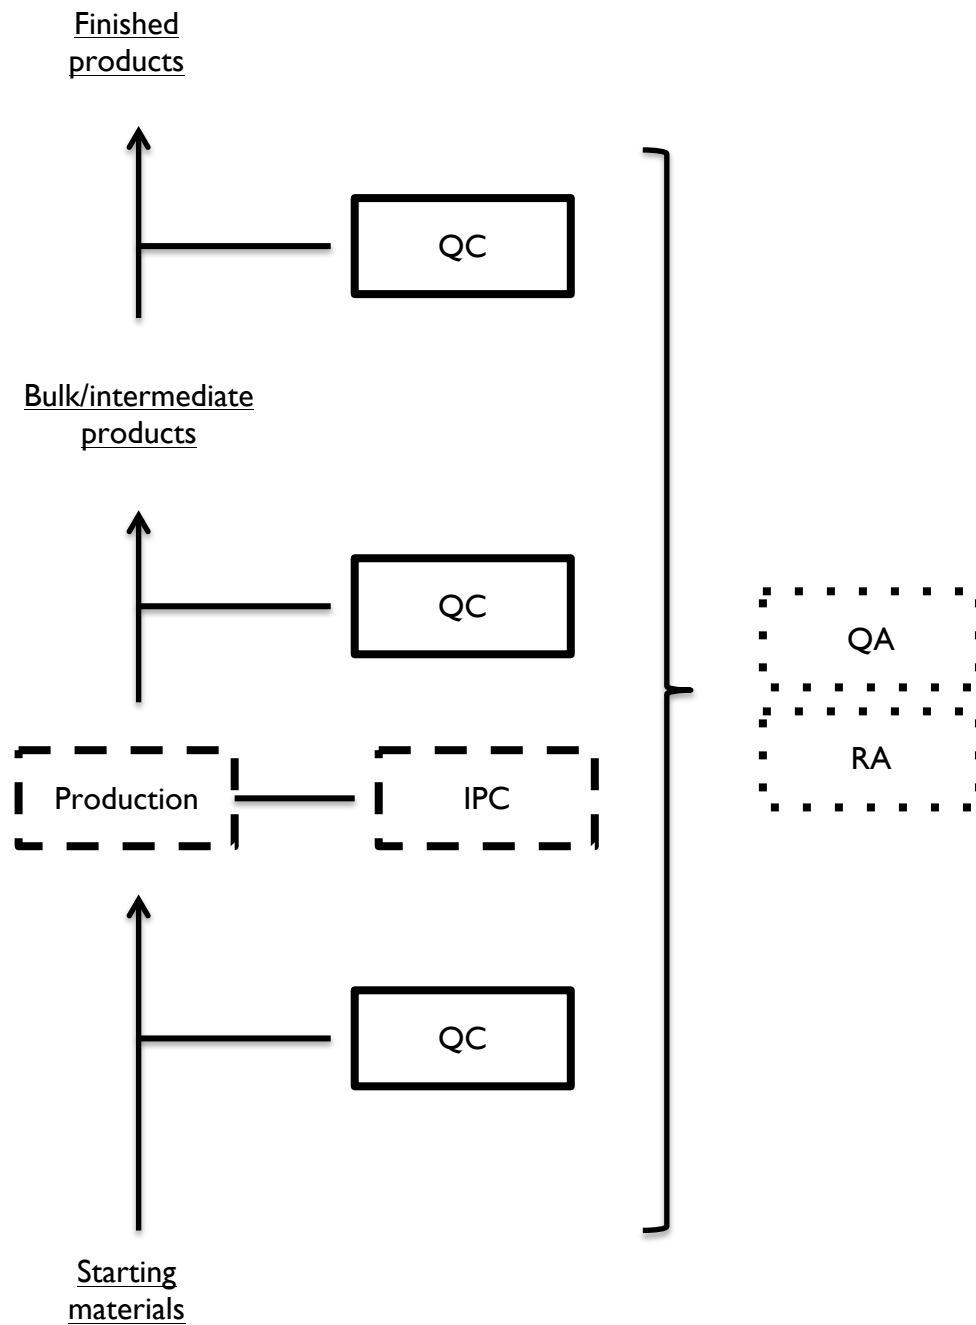 Finished
products
QC
Bulk/intermediate
products
QC
QA
Production
IPC
RA
QC
Starting
materials